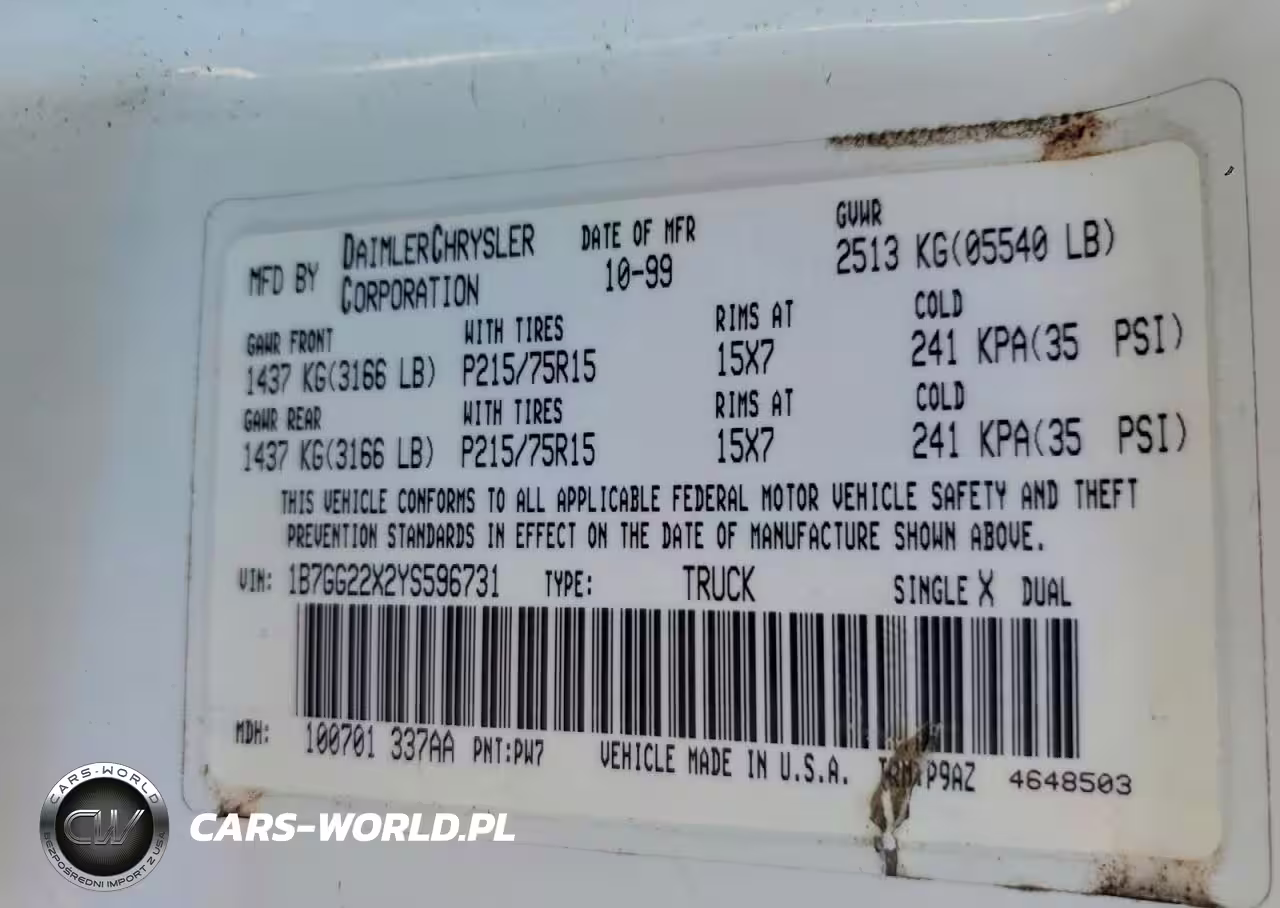 MFD BY DAIMLERCHRYSLER CORPORATION DATE OF MFR 10-99 GVWR 2513 KG(05540 LB)
GAWR FRONT WITH TIRES RIMS AT COLD
1437 KG(3166 LB) P215/75R15 15X7 241 KPA(35 PSI)
GAWR REAR WITH TIRES RIMS AT COLD
1437 KG(3166 LB) P215/75R15 15X7 241 KPA(35 PSI)
THIS VEHICLE CONFORMS TO ALL APPLICABLE FEDERAL MOTOR VEHICLE SAFETY AND THEFT
PREVENTION STANDARDS IN EFFECT ON THE DATE OF MANUFACTURE SHOWN ABOVE.
VIN: 1B7GG22X2YS596731 TYPE: TRUCK SINGLE X DUAL
MDH: 100701 337AA PNT:PW7 VEHICLE MADE IN U.S.A. P9AZ 4648503
CARS-WORLD
CW
BEZPOŚREDNI IMPORT Z USA
CARS-WORLD.PL